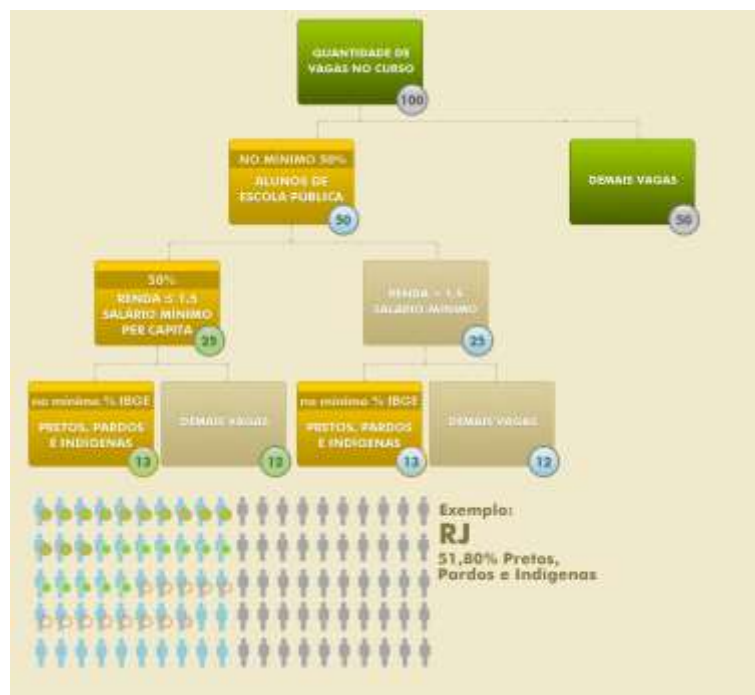 QUANTIDADE DE
VAGAS NO CURSO
100
NO MÍNIMO 50%
ALUNOS DE
ESCOLA PÚBLICA
50
DEMAIS VAGAS
50
50%
RENDA ≤ 1,5
SALÁRIO MÍNIMO
PER CAPITA
25
RENDA > 1,5
SALÁRIO MÍNIMO
25
no mínimo % IBGE
PRETOS, PARDOS
E INDÍGENAS
13
DEMAIS VAGAS
12
no mínimo % IBGE
PRETOS, PARDOS
E INDÍGENAS
13
DEMAIS VAGAS
12
Exemplo:
RJ
51,80% Pretos,
Pardos e Indígenas